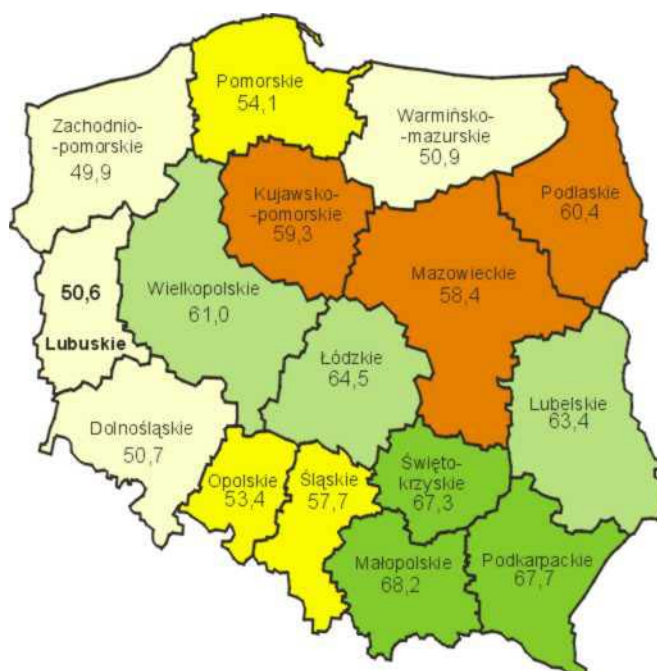 Pomorskie
54,1
Zachodnio-
-pomorskie
49,9
Warmińsko-
-mazurskie
50,9
Kujawsko-
-pomorskie
59,3
Podlaskie
60,4
50,6
Lubuskie
Wielkopolskie
61,0
Mazowieckie
58,4
Łódzkie
64,5
Lubelskie
63,4
Dolnośląskie
50,7
Opolskie
53,4
Śląskie
57,7
Święto-
krzyskie
67,3
Małopolskie
68,2
Podkarpackie
67,7